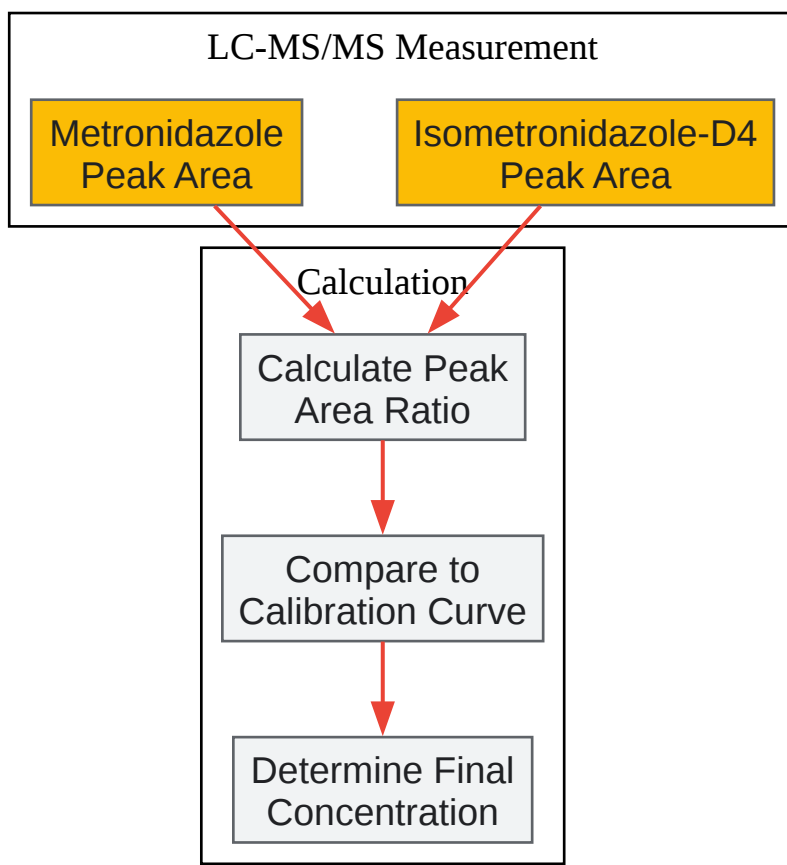 LC-MS/MS Measurement
Metronidazole
Peak Area
Isometronidazole-D4
Peak Area
Calculation
Calculate Peak
Area Ratio
Compare to
Calibration Curve
Determine Final
Concentration